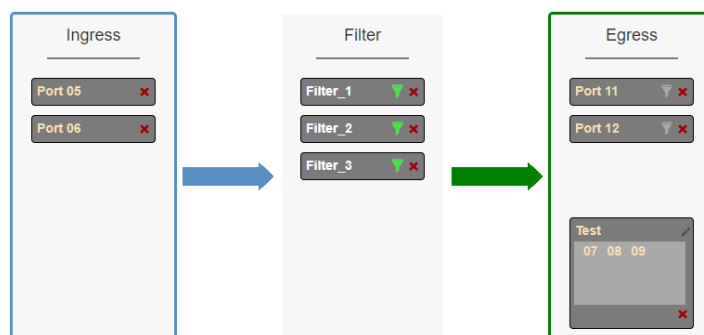 Ingress
Port 05
Port 06
Filter
Filter_1
Filter_2
Filter_3
Egress
Port 11
Port 12
Test
07 08 09